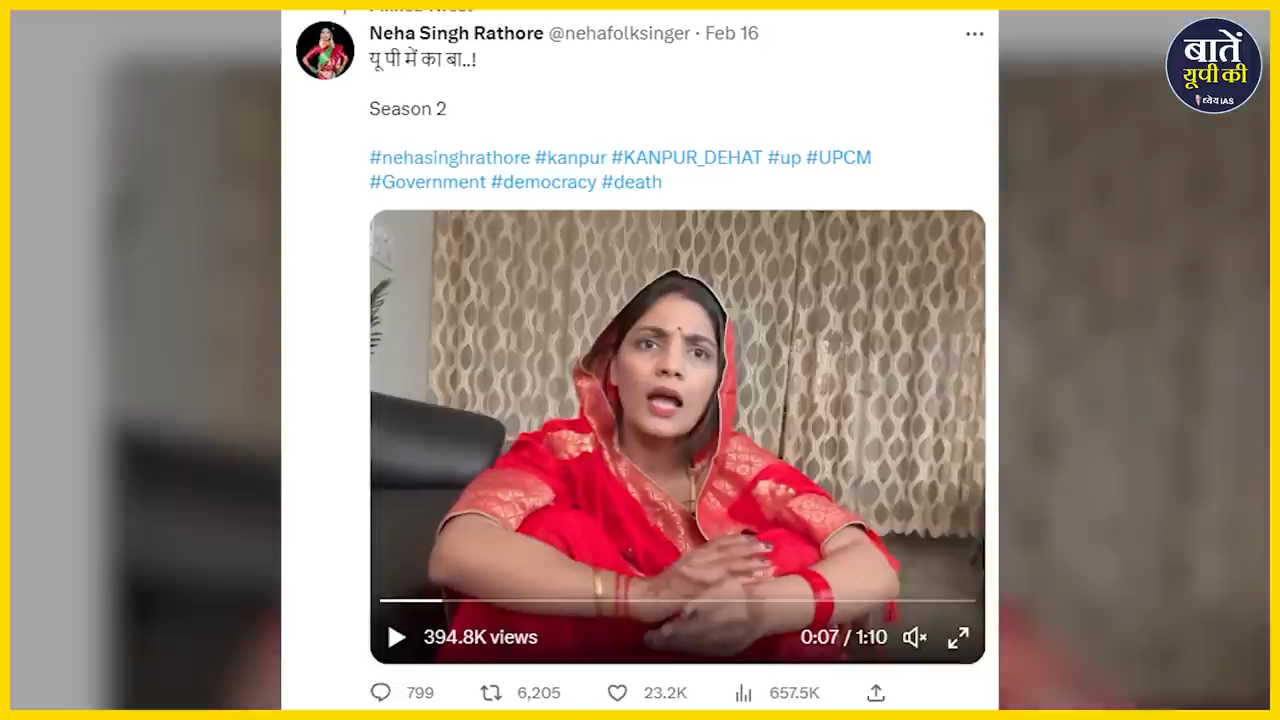 Neha Singh Rathore @nehafolksinger · Feb 16
यू पी में का बा..!
Season 2
#nehasinghrathore #kanpur #KANPUR_DEHAT #up #UPCM
#Government #democracy #death
394.8K views
0:07 / 1:10
799 6,205 23.2K 657.5K
बातें
यूपी की
ध्येय IAS